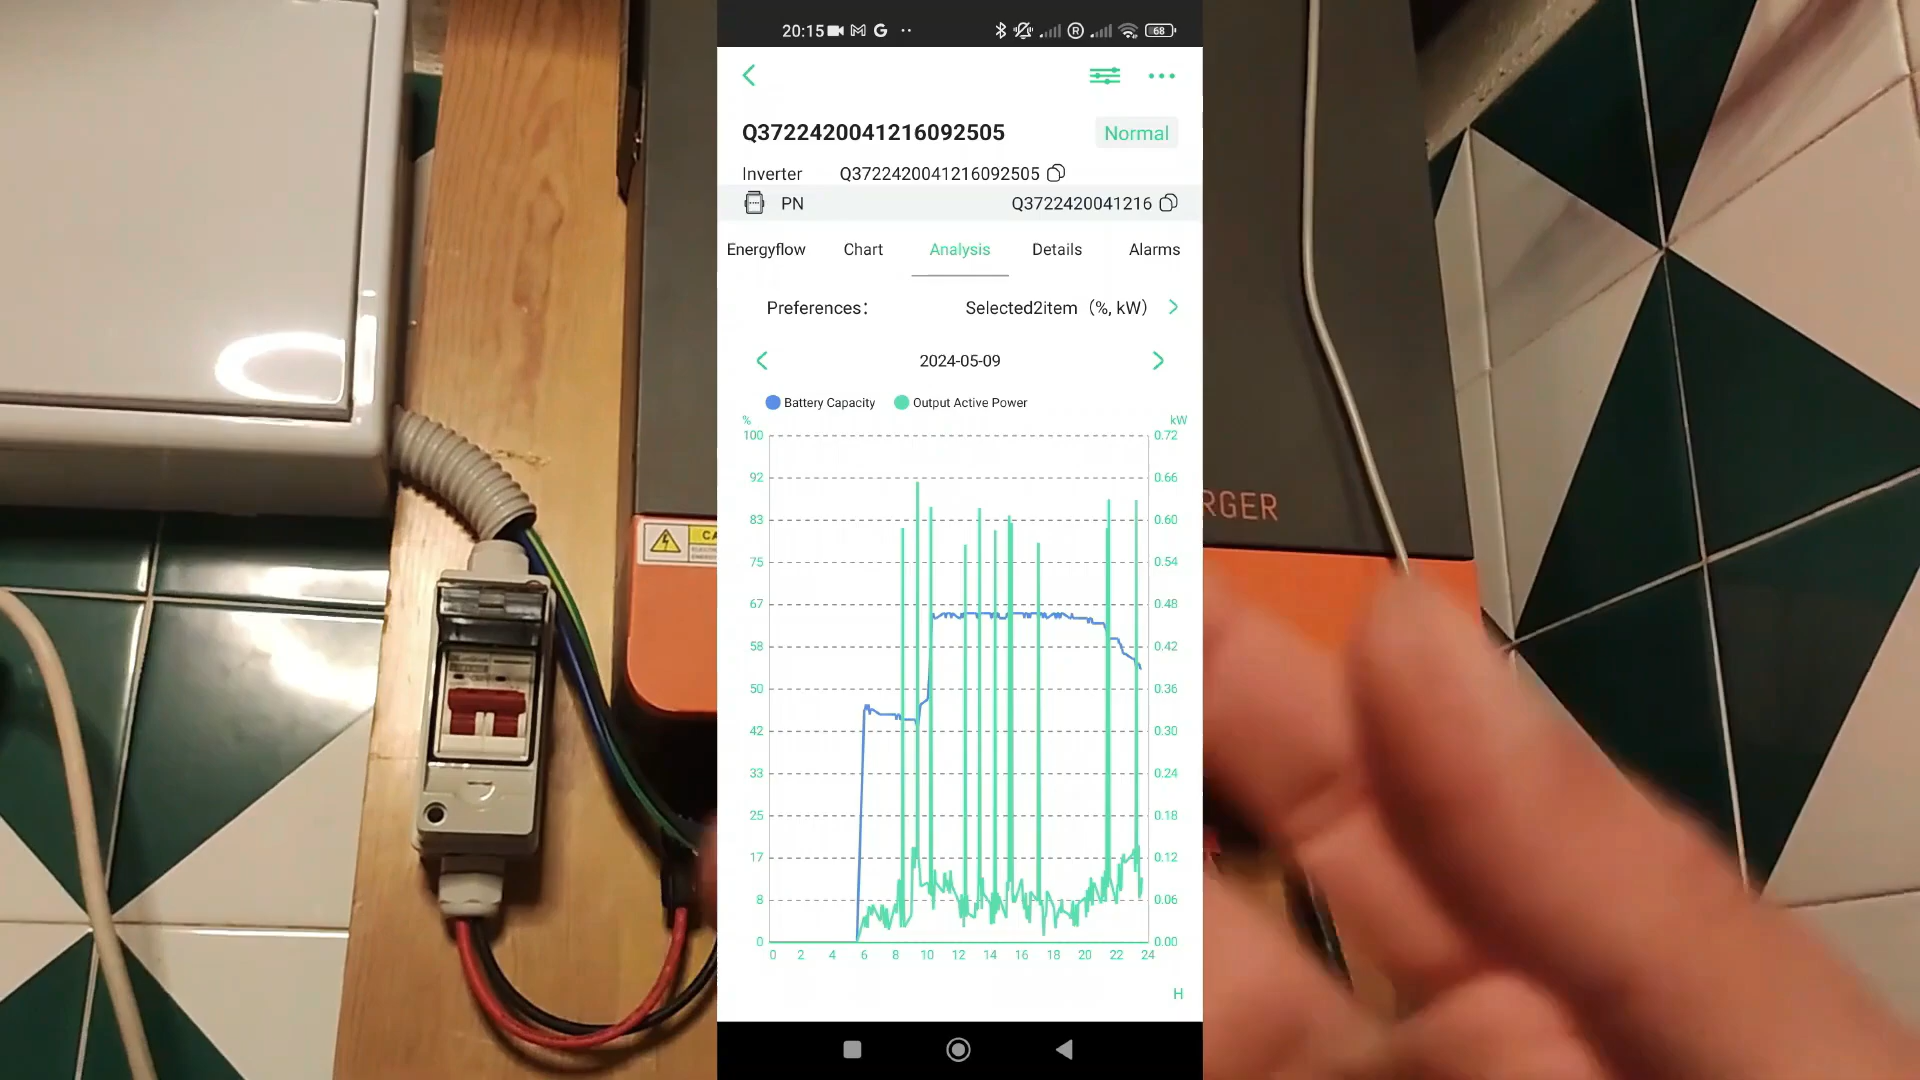 20:15
68
Q3722420041216092505
Normal
Inverter Q3722420041216092505
PN Q3722420041216
Energyflow Chart Analysis Details Alarms
Preferences: Selected2item (%, kW)
2024-05-09
Battery Capacity Output Active Power
% kW
100 0.72
92 0.66
83 0.60
75 0.54
67 0.48
58 0.42
50 0.36
42 0.30
33 0.24
25 0.18
17 0.12
8 0.06
0 0.00
0 2 4 6 8 10 12 14 16 18 20 22 24
H
CA
RGER